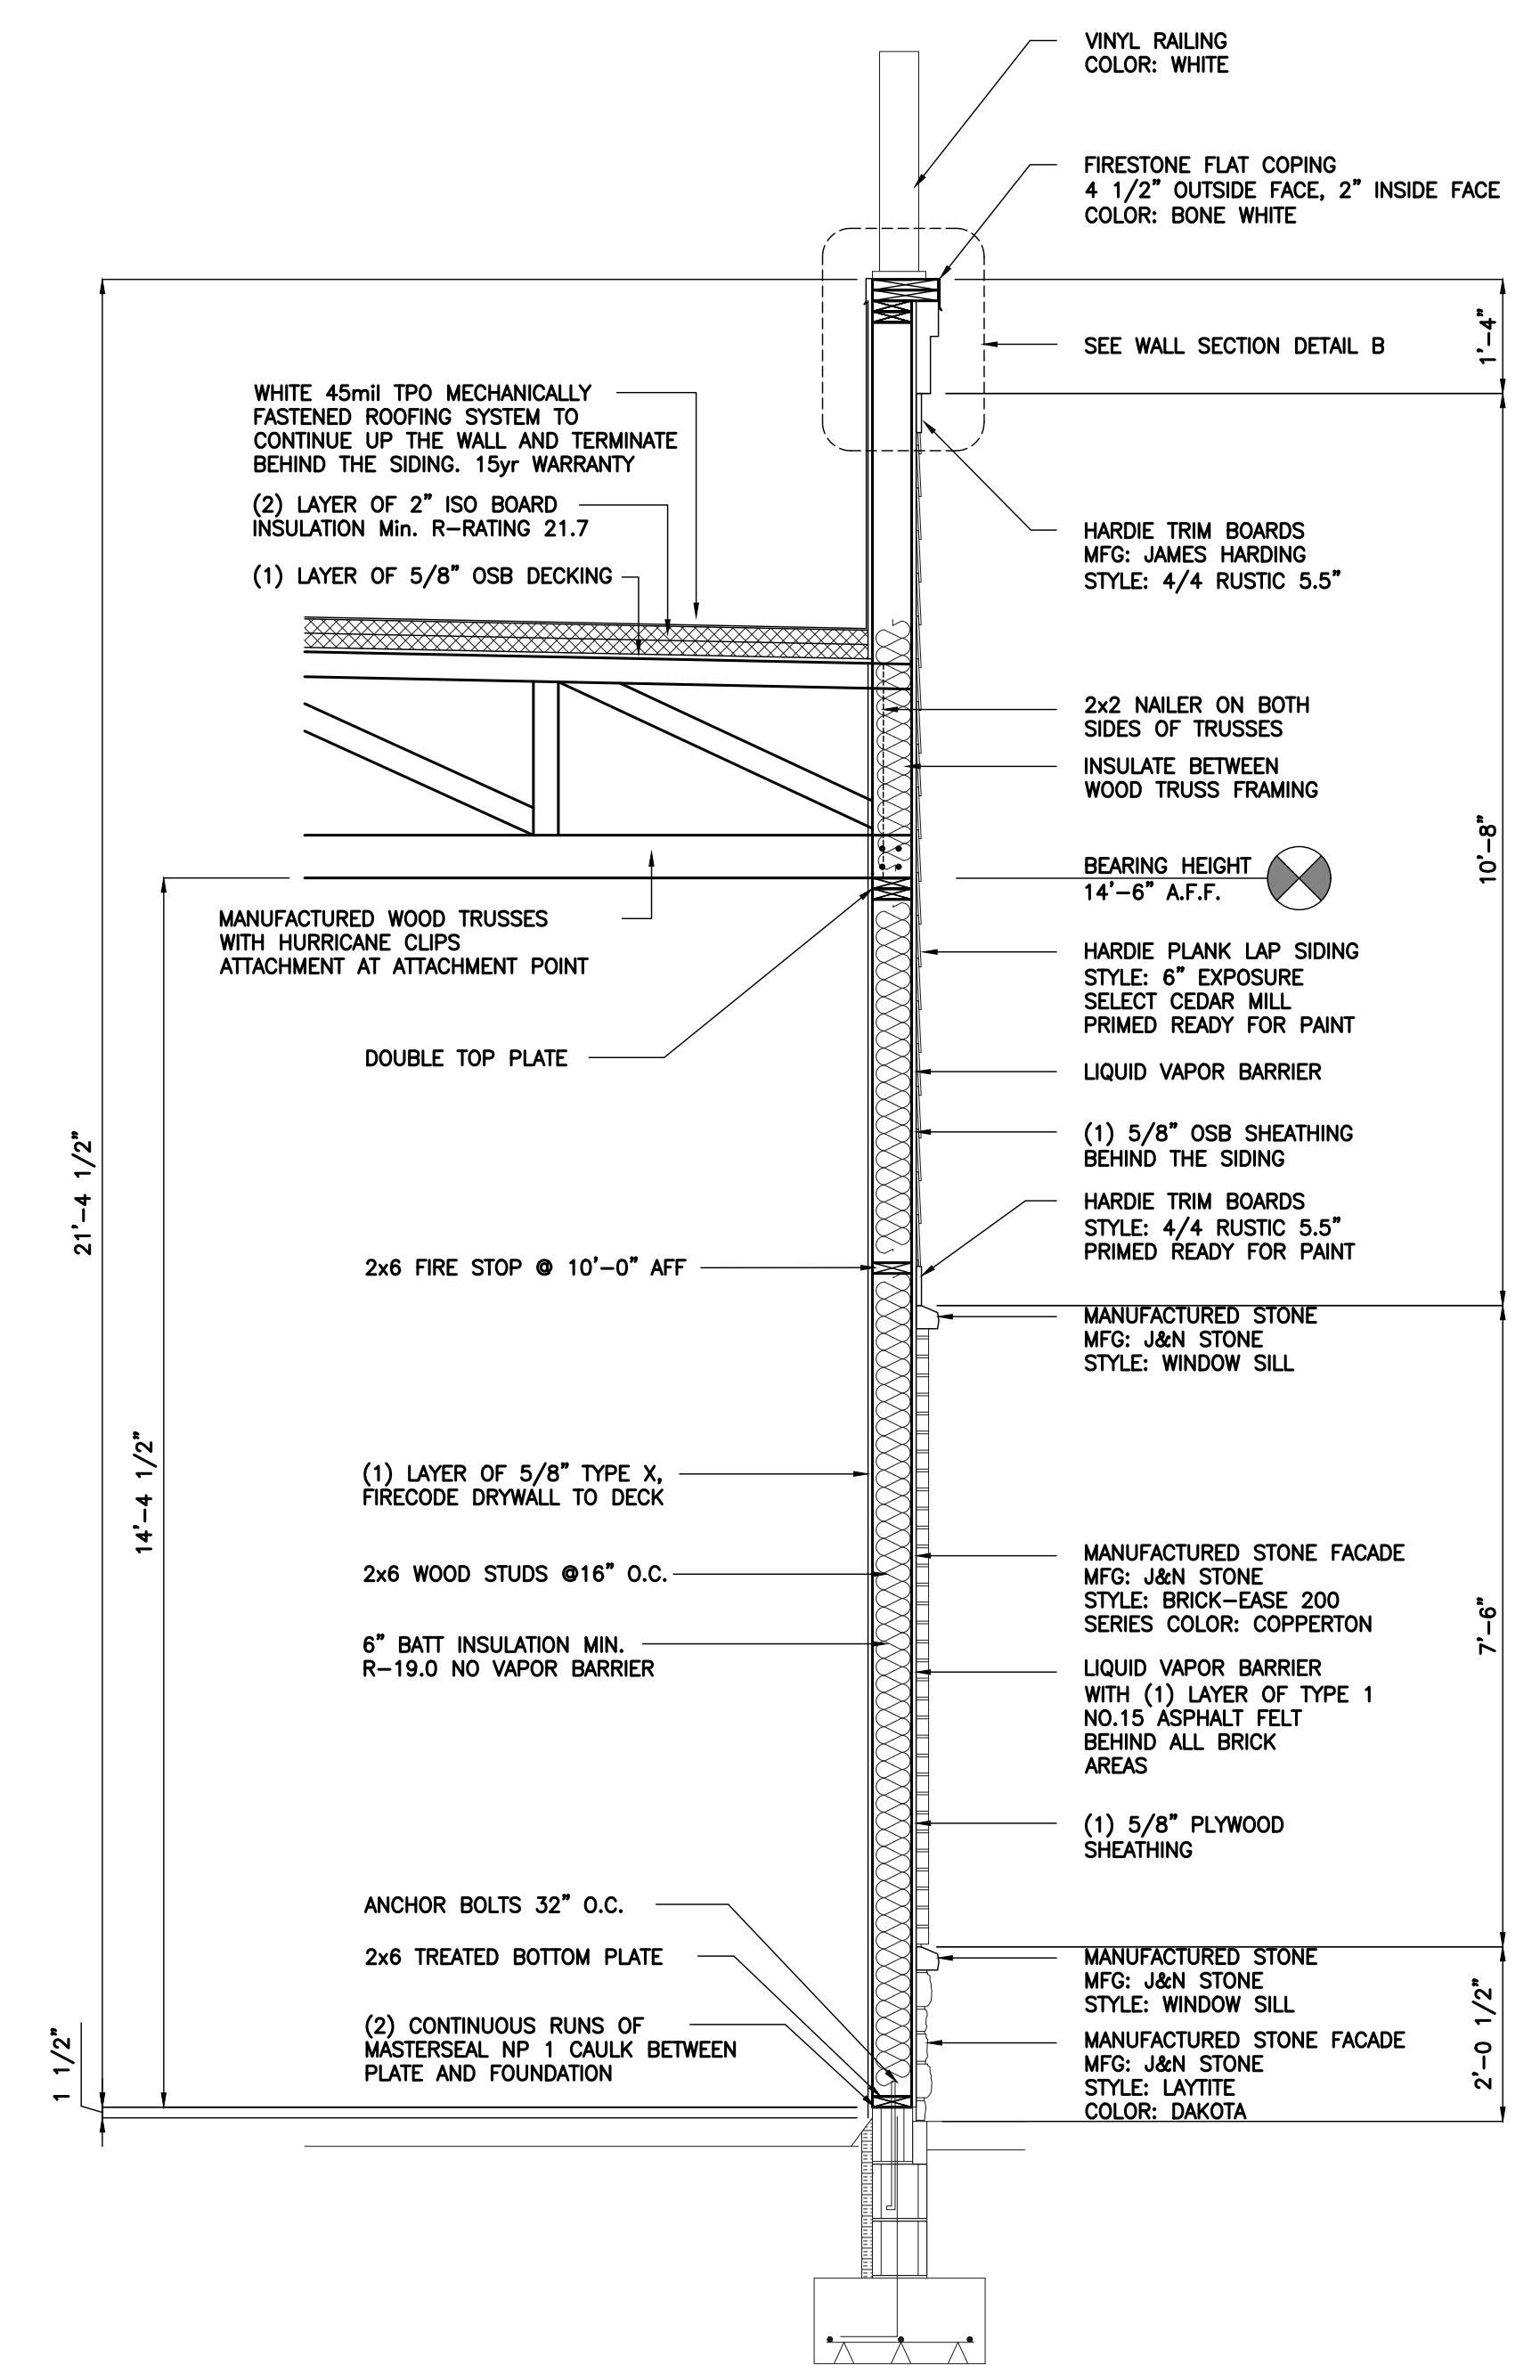 VINYL RAILING
COLOR: WHITE
FIRESTONE FLAT COPING
4 1/2" OUTSIDE FACE, 2" INSIDE FACE
COLOR: BONE WHITE
SEE WALL SECTION DETAIL B
1'-4"
WHITE 45mil TPO MECHANICALLY
FASTENED ROOFING SYSTEM TO
CONTINUE UP THE WALL AND TERMINATE
BEHIND THE SIDING. 15yr WARRANTY
(2) LAYER OF 2" ISO BOARD
INSULATION Min. R-RATING 21.7
(1) LAYER OF 5/8" OSB DECKING
HARDIE TRIM BOARDS
MFG: JAMES HARDING
STYLE: 4/4 RUSTIC 5.5"
2x2 NAILER ON BOTH
SIDES OF TRUSSES
INSULATE BETWEEN
WOOD TRUSS FRAMING
10'-8"
BEARING HEIGHT
14'-6" A.F.F.
MANUFACTURED WOOD TRUSSES
WITH HURRICANE CLIPS
ATTACHMENT AT ATTACHMENT POINT
HARDIE PLANK LAP SIDING
STYLE: 6" EXPOSURE
SELECT CEDAR MILL
PRIMED READY FOR PAINT
DOUBLE TOP PLATE
LIQUID VAPOR BARRIER
(1) 5/8" OSB SHEATHING
BEHIND THE SIDING
21'-4 1/2"
HARDIE TRIM BOARDS
STYLE: 4/4 RUSTIC 5.5"
PRIMED READY FOR PAINT
2x6 FIRE STOP @ 10'-0" AFF
MANUFACTURED STONE
MFG: J&N STONE
STYLE: WINDOW SILL
14'-4 1/2"
(1) LAYER OF 5/8" TYPE X,
FIRECODE DRYWALL TO DECK
2x6 WOOD STUDS @16" O.C.
6" BATT INSULATION MIN.
R-19.0 NO VAPOR BARRIER
MANUFACTURED STONE FACADE
MFG: J&N STONE
STYLE: BRICK-EASE 200
SERIES COLOR: COPPERTON
7'-6"
LIQUID VAPOR BARRIER
WITH (1) LAYER OF TYPE 1
NO.15 ASPHALT FELT
BEHIND ALL BRICK
AREAS
(1) 5/8" PLYWOOD
SHEATHING
ANCHOR BOLTS 32" O.C.
2x6 TREATED BOTTOM PLATE
(2) CONTINUOUS RUNS OF
MASTERSEAL NP 1 CAULK BETWEEN
PLATE AND FOUNDATION
1 1/2"
MANUFACTURED STONE
MFG: J&N STONE
STYLE: WINDOW SILL
MANUFACTURED STONE FACADE
MFG: J&N STONE
STYLE: LAYTITE
COLOR: DAKOTA
2'-0 1/2"